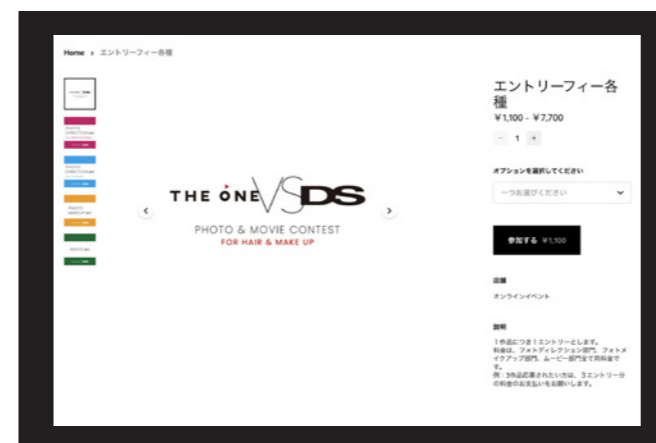 Home › エントリーフィー各種
THE ONE VS DS
PHOTO & MOVIE CONTEST
FOR HAIR & MAKE UP
エントリーフィー各
種
¥1,100 - ¥7,700
− 1 +
オプションを選択してください
一つお選びください
参加する ¥1,100
店舗
オンラインイベント
説明
1作品につき1エントリーとします。
料金は、フォトディレクション部門、フォトメ
イクアップ部門、ムービー部門全て同料金で
す。
例：3作品応募されたい方は、3エントリー分
の料金のお支払いをお願いします。